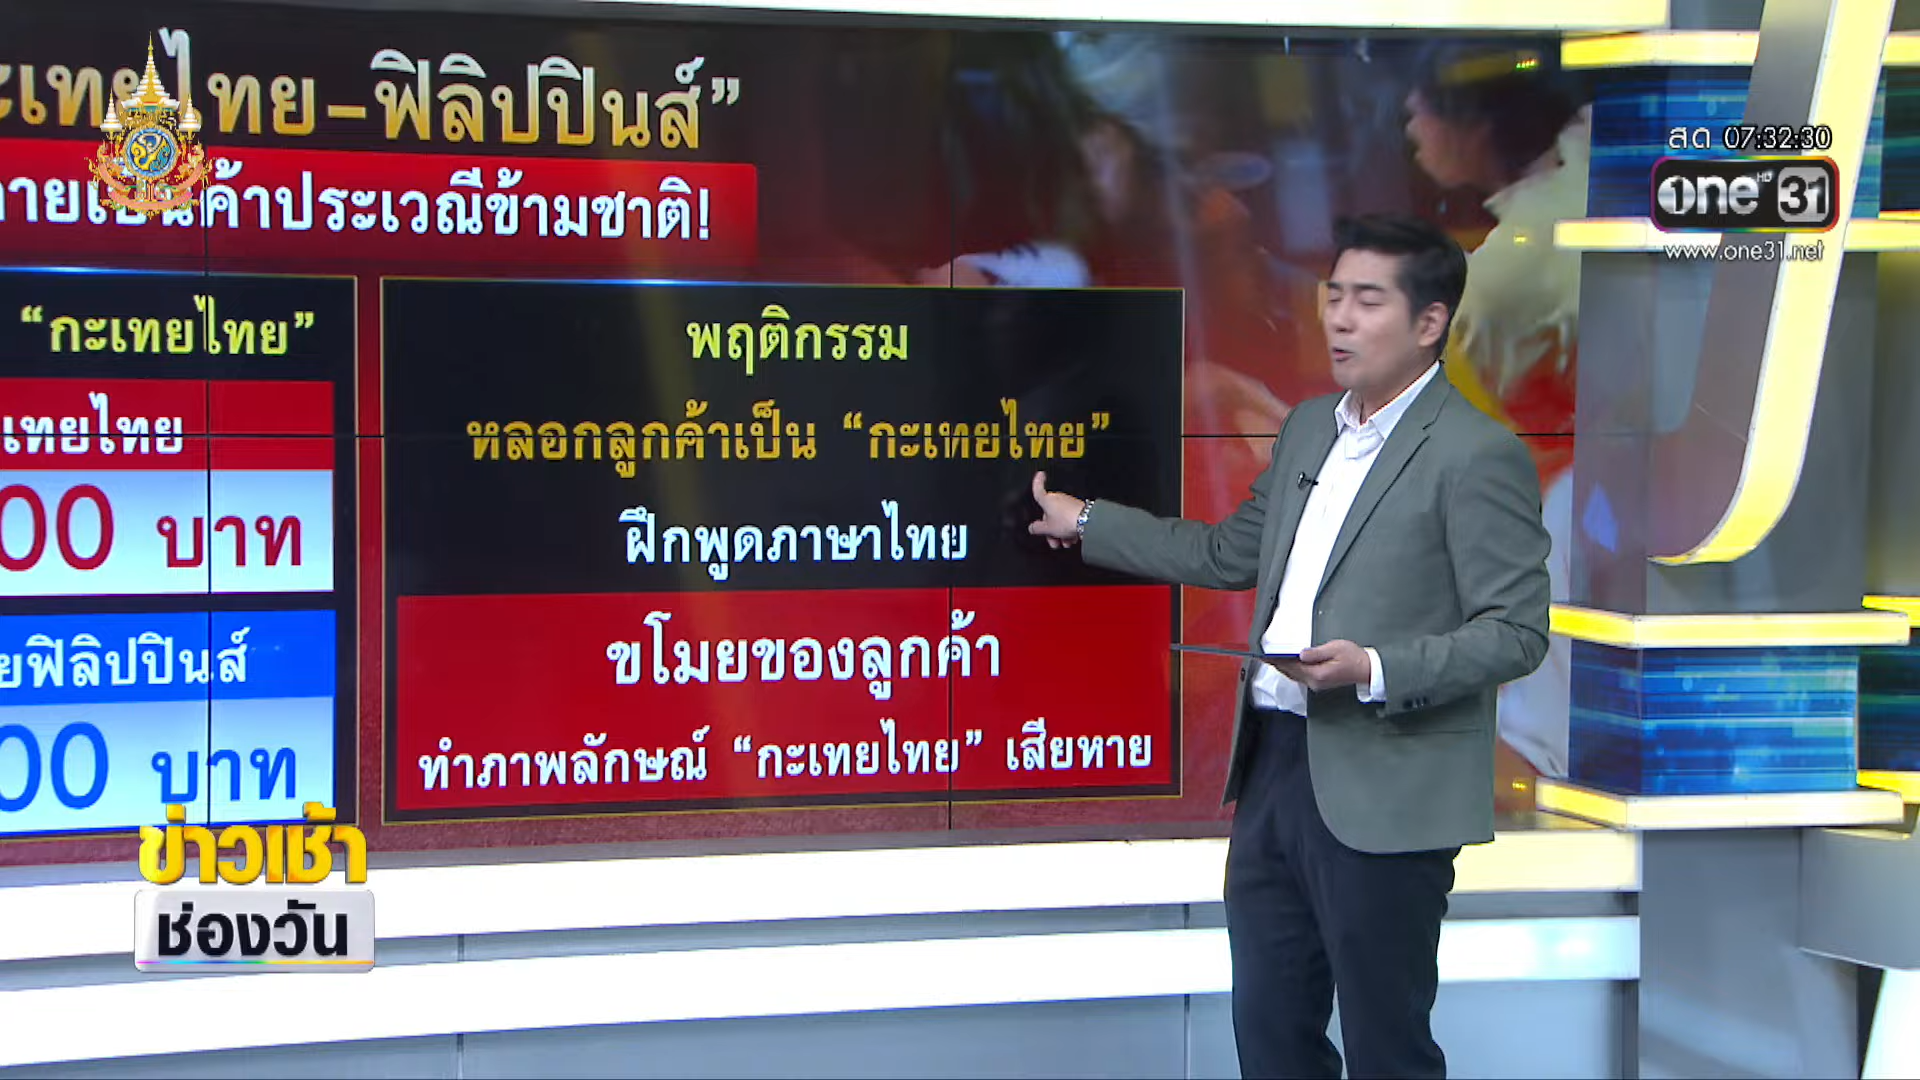 ะเทยไทย-ฟิลิปปินส์”
ค้าประเวณีข้ามชาติ!
“กะเทยไทย”
เทยไทย
00 บาท
ยฟิลิปปินส์
00 บาท
พฤติกรรม
หลอกลูกค้าเป็น “กะเทยไทย”
ฝึกพูดภาษาไทย
ขโมยของลูกค้า
ทำภาพลักษณ์ “กะเทยไทย” เสียหาย
สด 07:32:30
one HD 31
www.one31.net
ข่าวเช้า
ช่องวัน